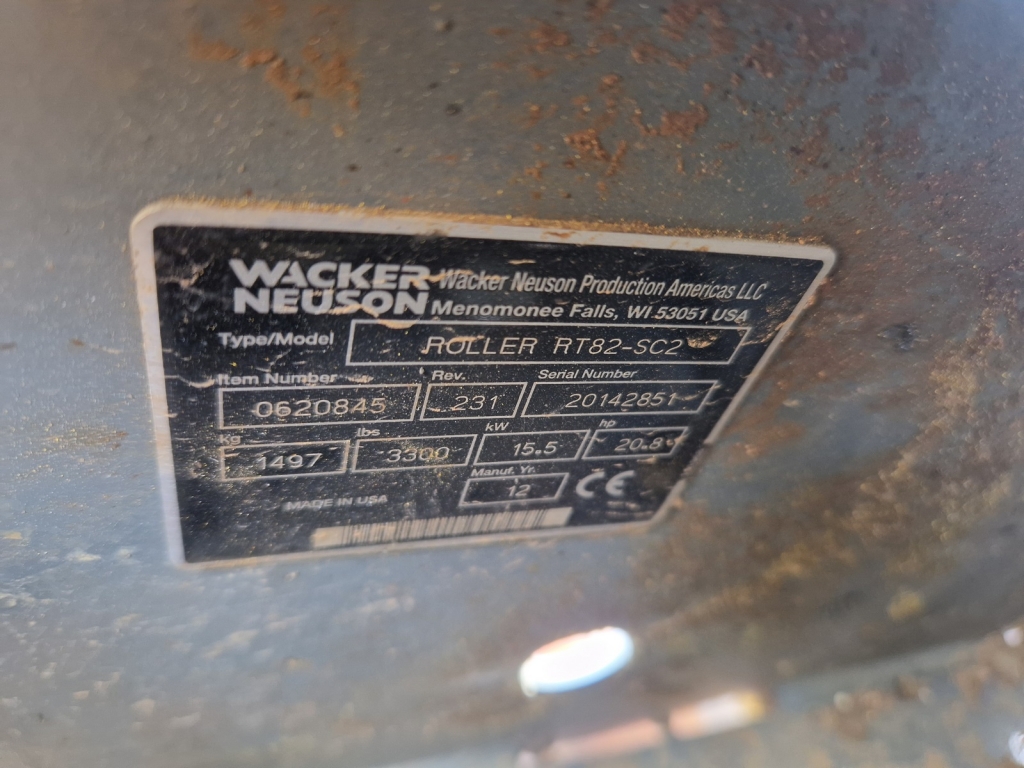 WACKER
NEUSON
Wacker Neuson Production Americas LLC
Menomonee Falls, WI 53051 USA
Type/Model ROLLER RT82-SC2
Item Number Rev. Serial Number
0620845 231 20142851
Kg lbs kW hp
1497 3300 15.5 20.8
Manuf. Yr.
12 CE
MADE IN USA